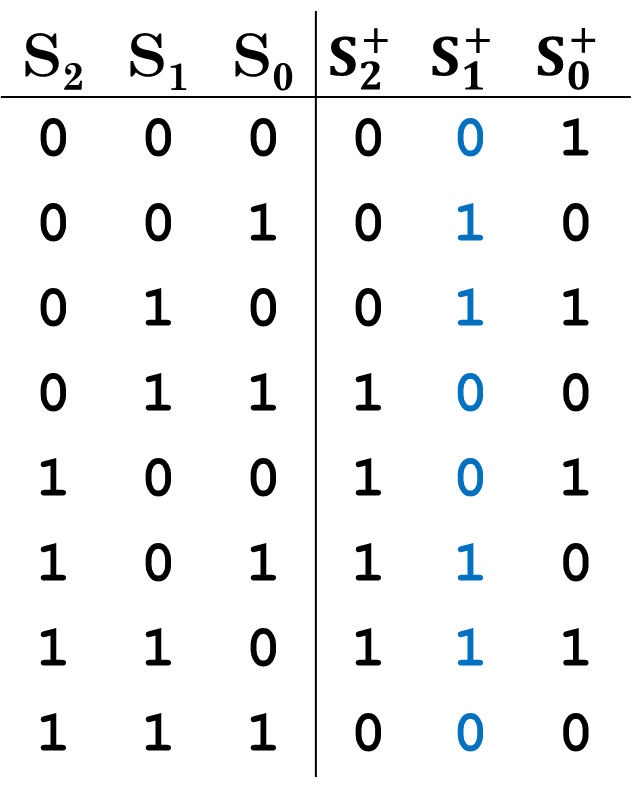 S₂ S₁ S₀ S₂⁺ S₁⁺ S₀⁺
0 0 0 0 0 1
0 0 1 0 1 0
0 1 0 0 1 1
0 1 1 1 0 0
1 0 0 1 0 1
1 0 1 1 1 0
1 1 0 1 1 1
1 1 1 0 0 0